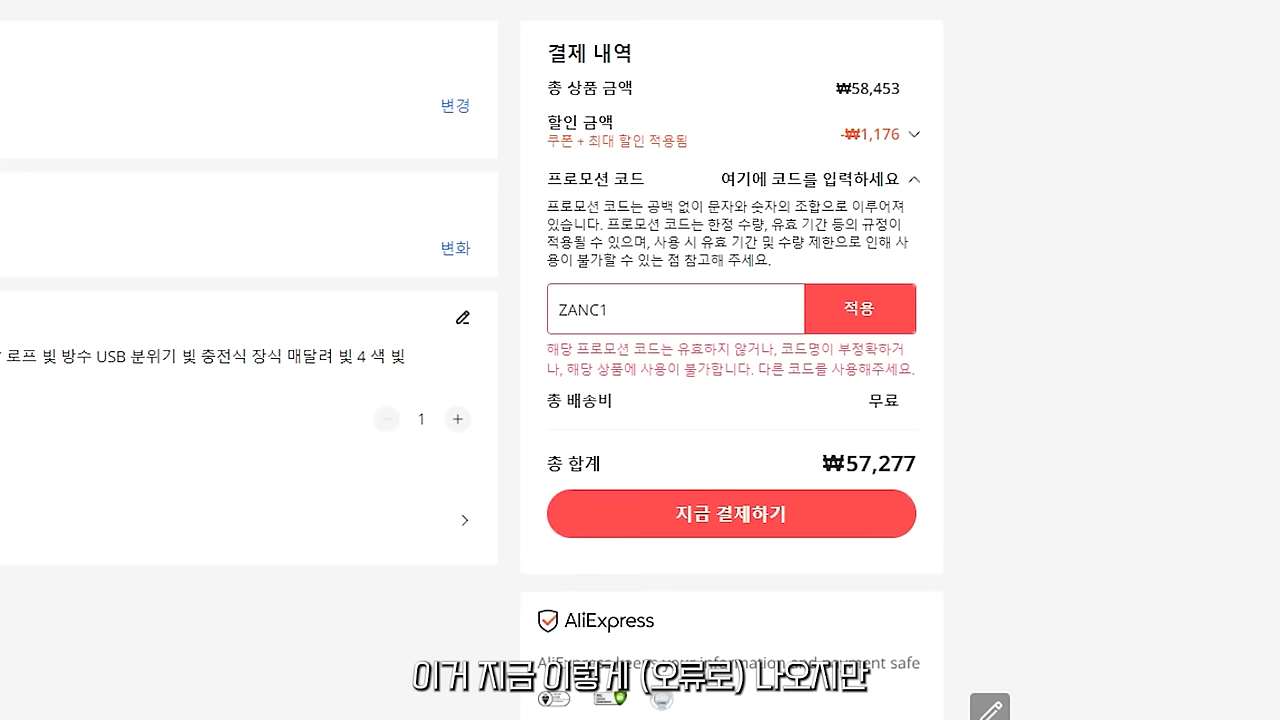 변경
변화
로프 빛 방수 USB 분위기 빛 충전식 장식 매달려 빛 4 색 빛
1
결제 내역
총 상품 금액 ₩58,453
할인 금액
쿠폰 + 최대 할인 적용됨
-₩1,176
프로모션 코드 여기에 코드를 입력하세요
프로모션 코드는 공백 없이 문자와 숫자의 조합으로 이루어져
있습니다. 프로모션 코드는 한정 수량, 유효 기간 등의 규정이
적용될 수 있으며, 사용 시 유효 기간 및 수량 제한으로 인해 사
용이 불가할 수 있는 점 참고해 주세요.
ZANC1 적용
해당 프로모션 코드는 유효하지 않거나, 코드명이 부정확하거
나, 해당 상품에 사용이 불가합니다. 다른 코드를 사용해주세요.
총 배송비 무료
총 합계 ₩57,277
지금 결제하기
AliExpress
AliExpress keeps your information and payment safe
이거 지금 이렇게 (오류로) 나오지만